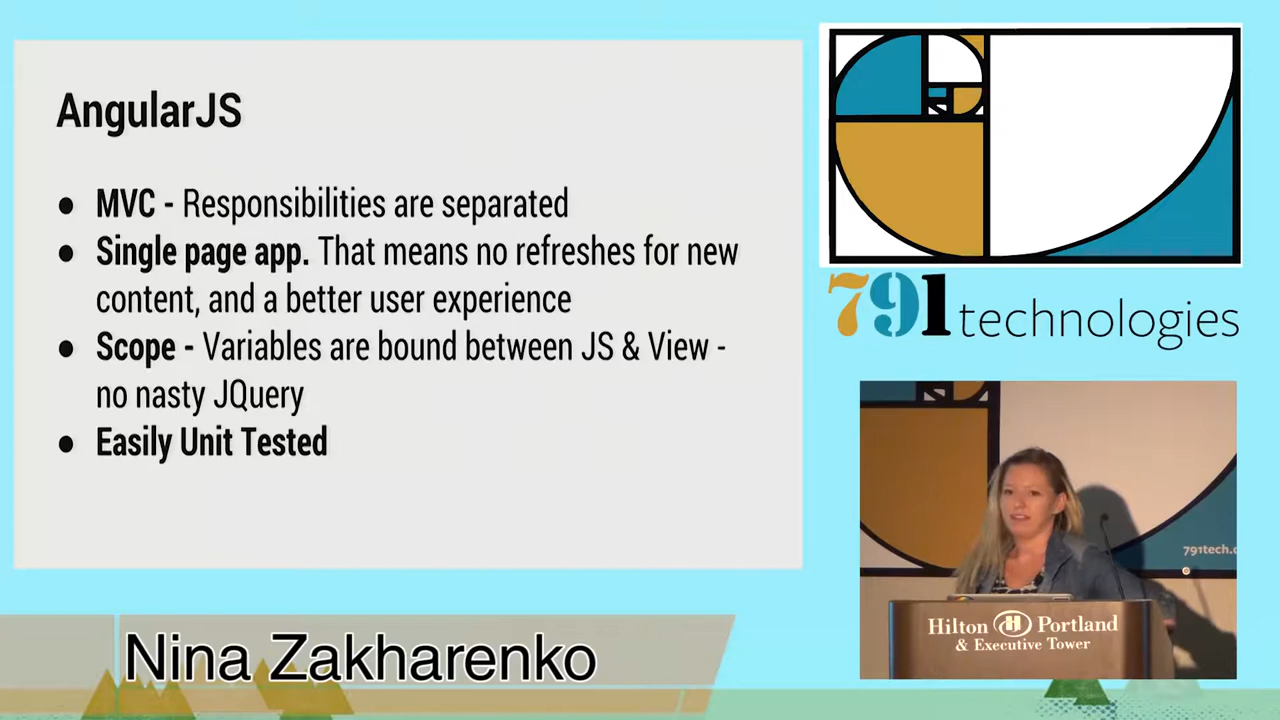 AngularJS
● MVC - Responsibilities are separated
● Single page app. That means no refreshes for new
content, and a better user experience
● Scope - Variables are bound between JS & View -
no nasty JQuery
● Easily Unit Tested
791 technologies
791tech.c
Hilton Portland
& Executive Tower
Nina Zakharenko